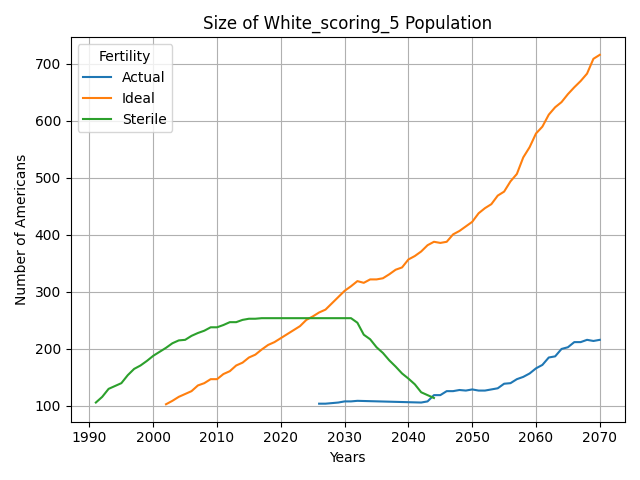 Size of White_scoring_5 Population
Fertility
Actual
Ideal
Sterile
Number of Americans
700
600
500
400
300
200
100
1990 2000 2010 2020 2030 2040 2050 2060 2070
Years